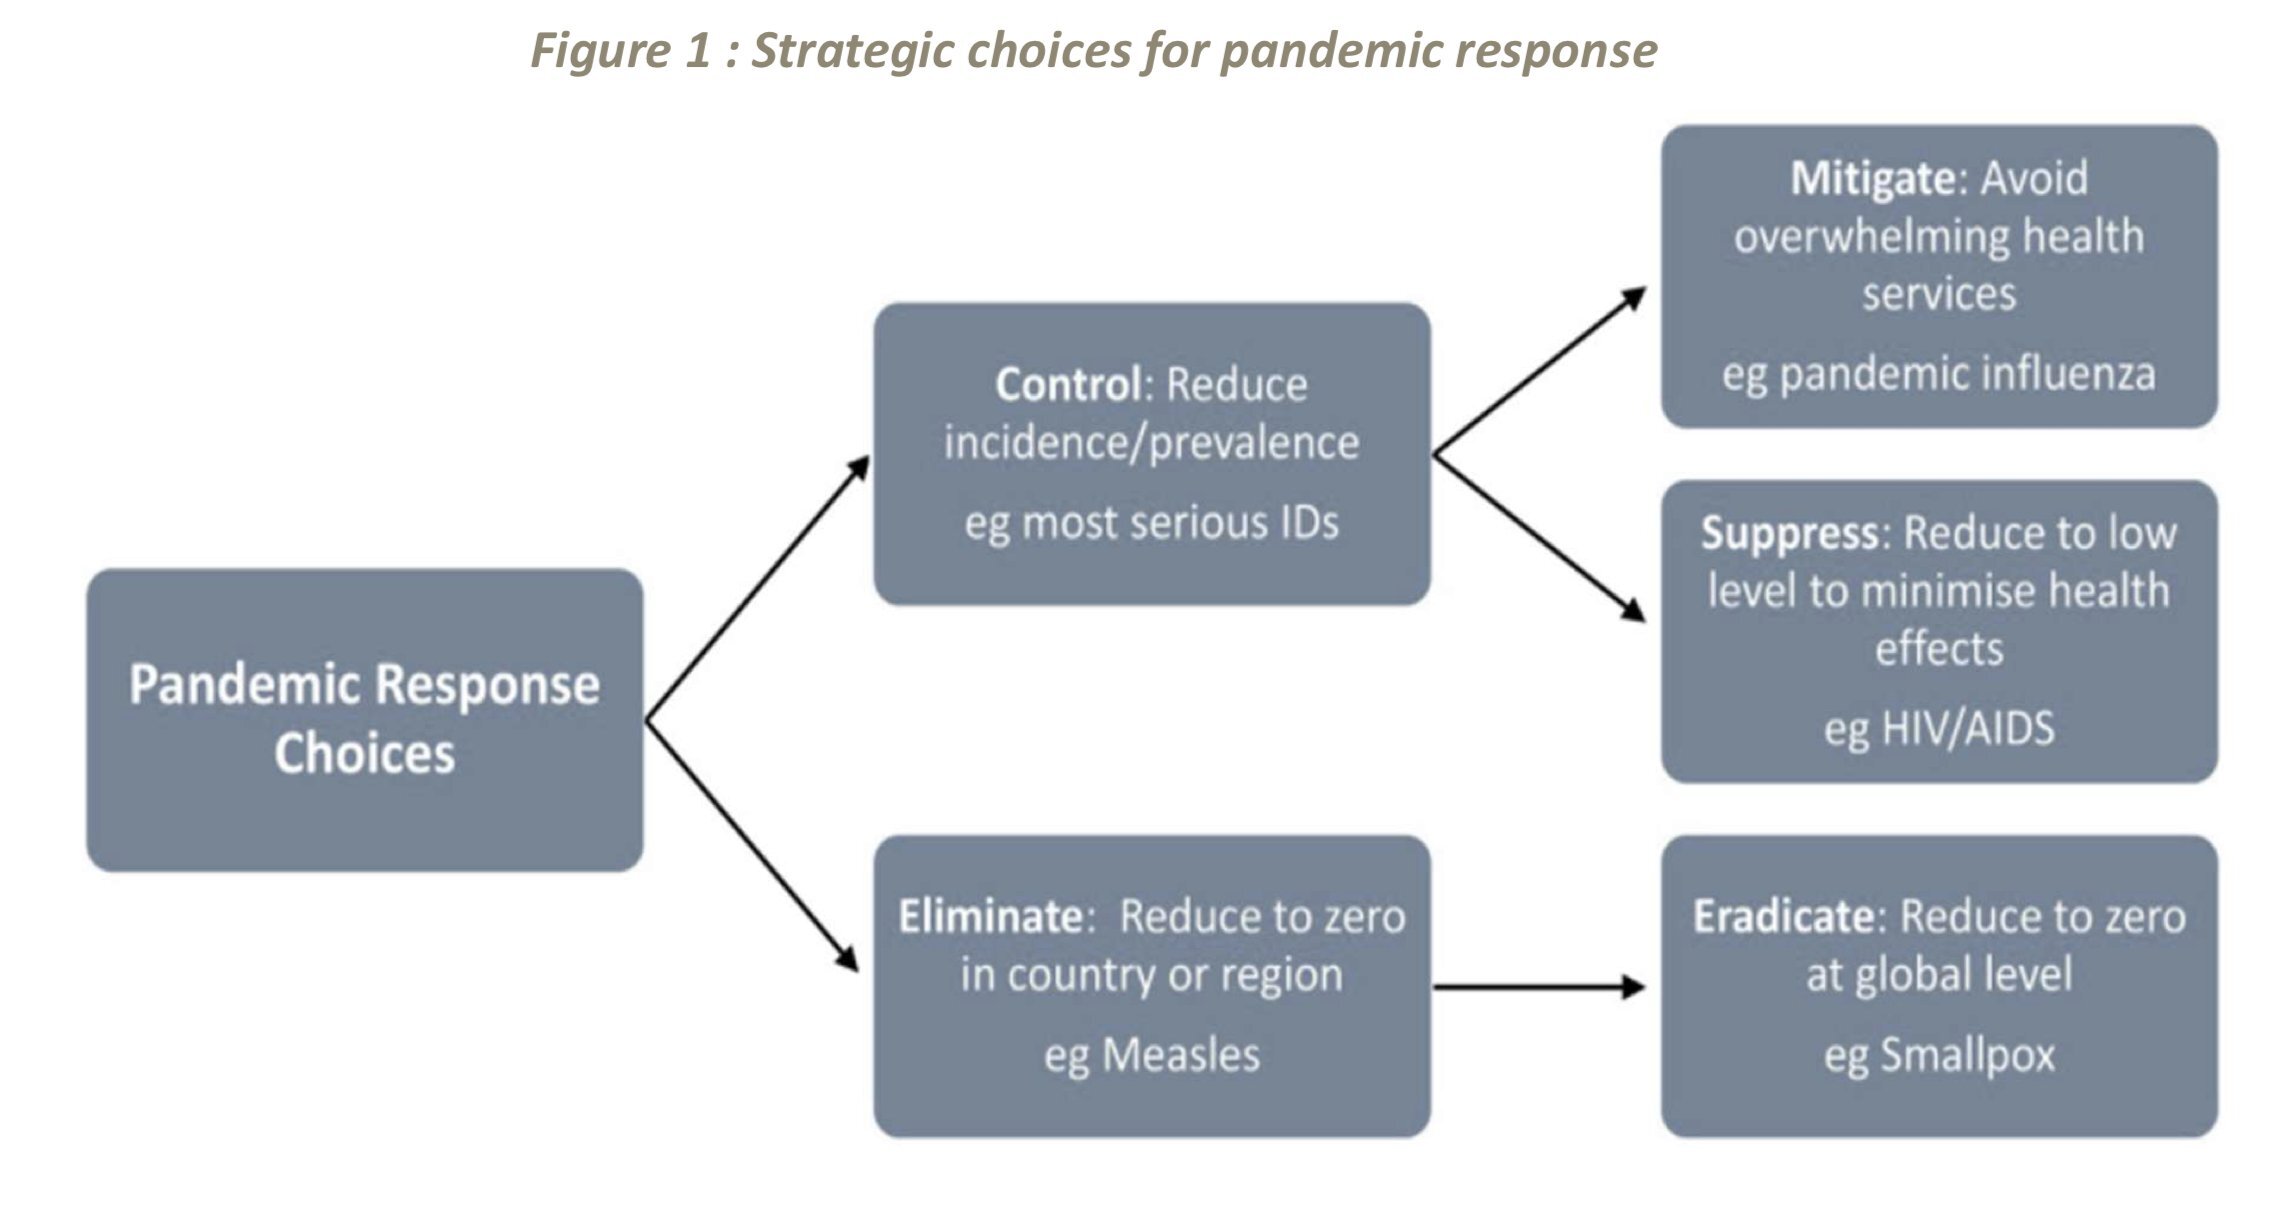 Figure 1 : Strategic choices for pandemic response
Pandemic Response
Choices
Control: Reduce
incidence/prevalence
eg most serious IDs
Eliminate:  Reduce to zero
in country or region
eg Measles
Mitigate: Avoid
overwhelming health
services
eg pandemic influenza
Suppress: Reduce to low
level to minimise health
effects
eg HIV/AIDS
Eradicate: Reduce to zero
at global level
eg Smallpox